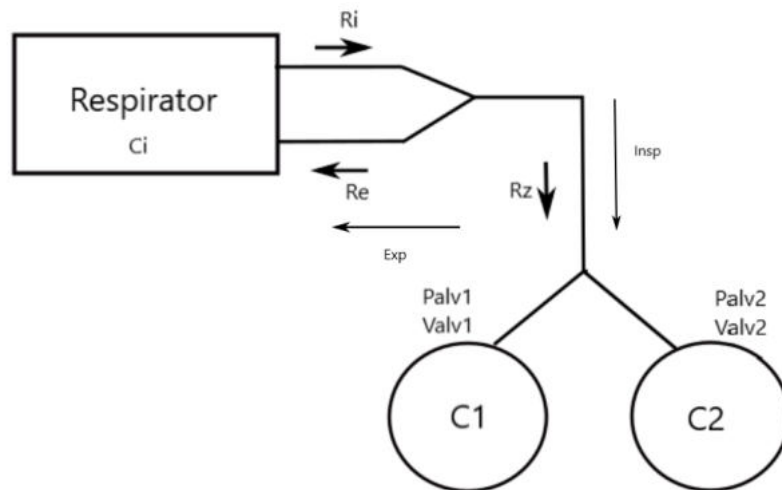 Ri
Respirator
Ci
Re
Rz
Insp
Exp
Palv1
Valv1
Palv2
Valv2
C1
C2